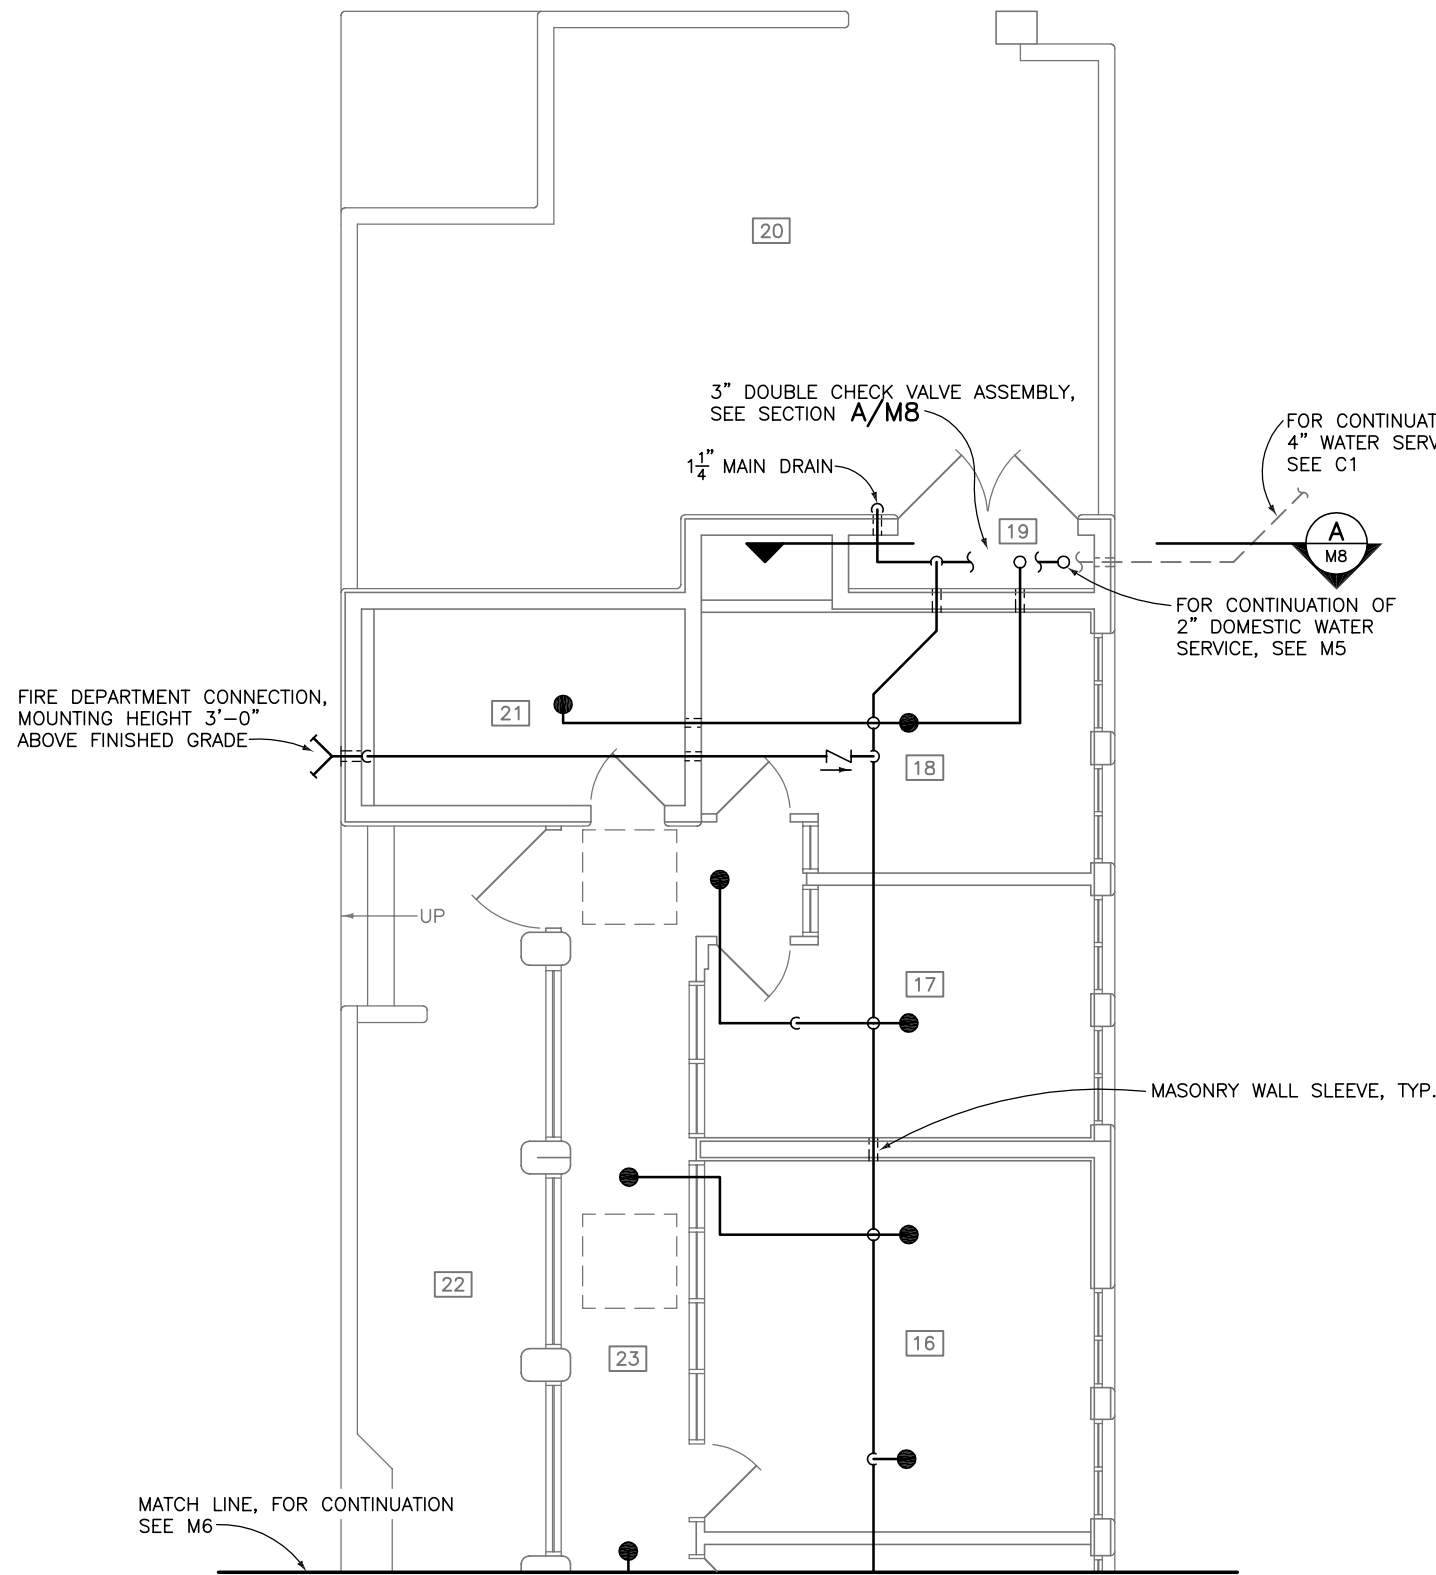 20
3" DOUBLE CHECK VALVE ASSEMBLY,
SEE SECTION A/M8
1 1/4" MAIN DRAIN
FOR CONTINUAT
4" WATER SERV
SEE C1
19
A
M8
FOR CONTINUATION OF
2" DOMESTIC WATER
SERVICE, SEE M5
FIRE DEPARTMENT CONNECTION,
MOUNTING HEIGHT 3'-0"
ABOVE FINISHED GRADE
21
18
UP
17
MASONRY WALL SLEEVE, TYP.
22
16
23
MATCH LINE, FOR CONTINUATION
SEE M6